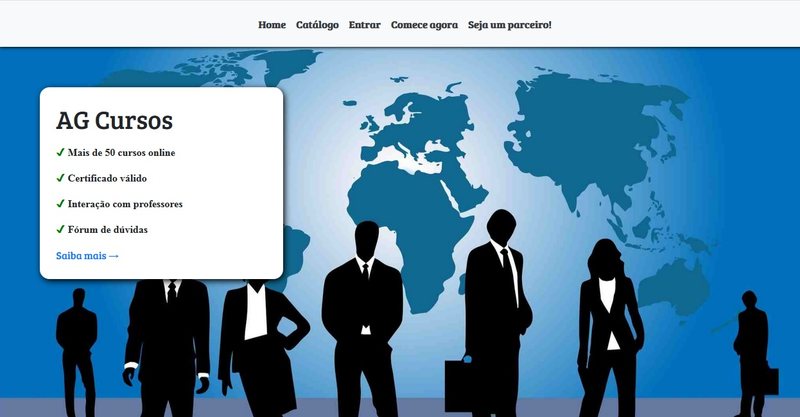 Home Catálogo Entrar Comece agora Seja um parceiro!
AG Cursos
✔ Mais de 50 cursos online
✔ Certificado válido
✔ Interação com professores
✔ Fórum de dúvidas
Saiba mais →